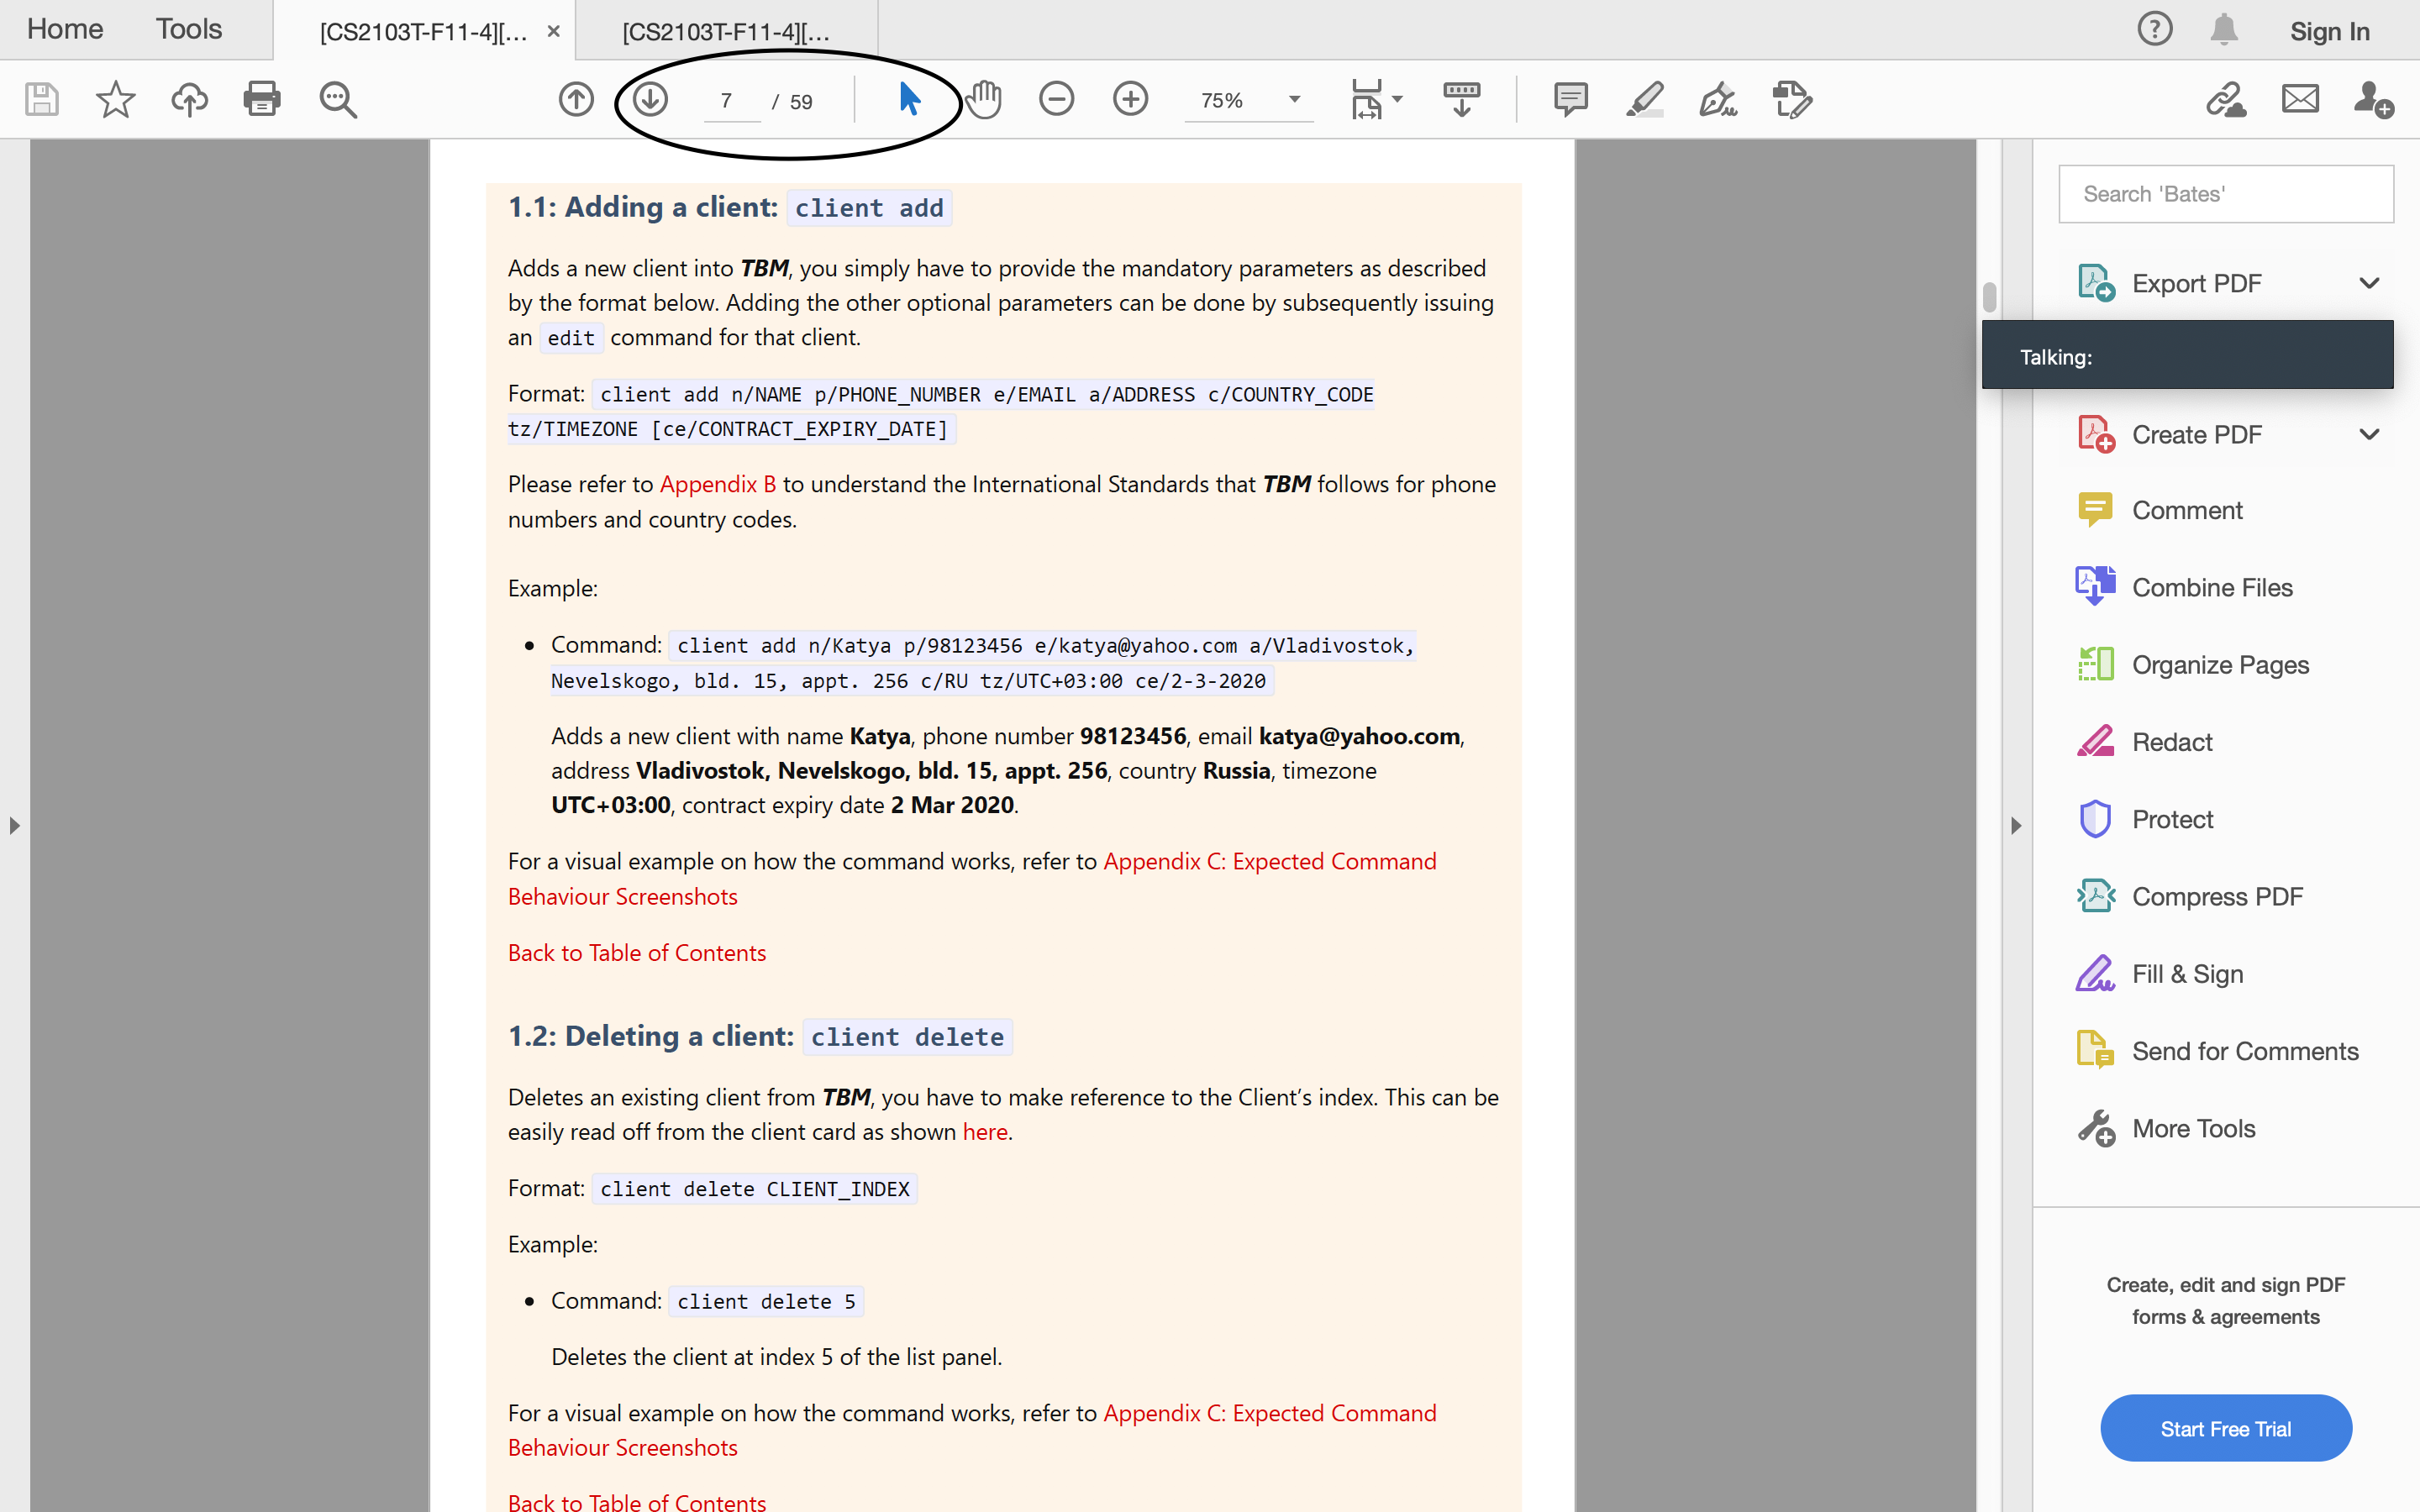 Home Tools [CS2103T-F11-4][... × [CS2103T-F11-4][... Sign In
7 / 59 75%
1.1: Adding a client: client add
Adds a new client into TBM, you simply have to provide the mandatory parameters as described
by the format below. Adding the other optional parameters can be done by subsequently issuing
an edit command for that client.
Format: client add n/NAME p/PHONE_NUMBER e/EMAIL a/ADDRESS c/COUNTRY_CODE
tz/TIMEZONE [ce/CONTRACT_EXPIRY_DATE]
Please refer to Appendix B to understand the International Standards that TBM follows for phone
numbers and country codes.
Example:
Command: client add n/Katya p/98123456 e/katya@yahoo.com a/Vladivostok,
Nevelskogo, bld. 15, appt. 256 c/RU tz/UTC+03:00 ce/2-3-2020
Adds a new client with name Katya, phone number 98123456, email katya@yahoo.com,
address Vladivostok, Nevelskogo, bld. 15, appt. 256, country Russia, timezone
UTC+03:00, contract expiry date 2 Mar 2020.
For a visual example on how the command works, refer to Appendix C: Expected Command
Behaviour Screenshots
Back to Table of Contents
1.2: Deleting a client: client delete
Deletes an existing client from TBM, you have to make reference to the Client's index. This can be
easily read off from the client card as shown here.
Format: client delete CLIENT_INDEX
Example:
Command: client delete 5
Deletes the client at index 5 of the list panel.
For a visual example on how the command works, refer to Appendix C: Expected Command
Behaviour Screenshots
Back to Table of Contents
Search 'Bates'
Export PDF
Talking:
Create PDF
Comment
Combine Files
Organize Pages
Redact
Protect
Compress PDF
Fill & Sign
Send for Comments
More Tools
Create, edit and sign PDF
forms & agreements
Start Free Trial